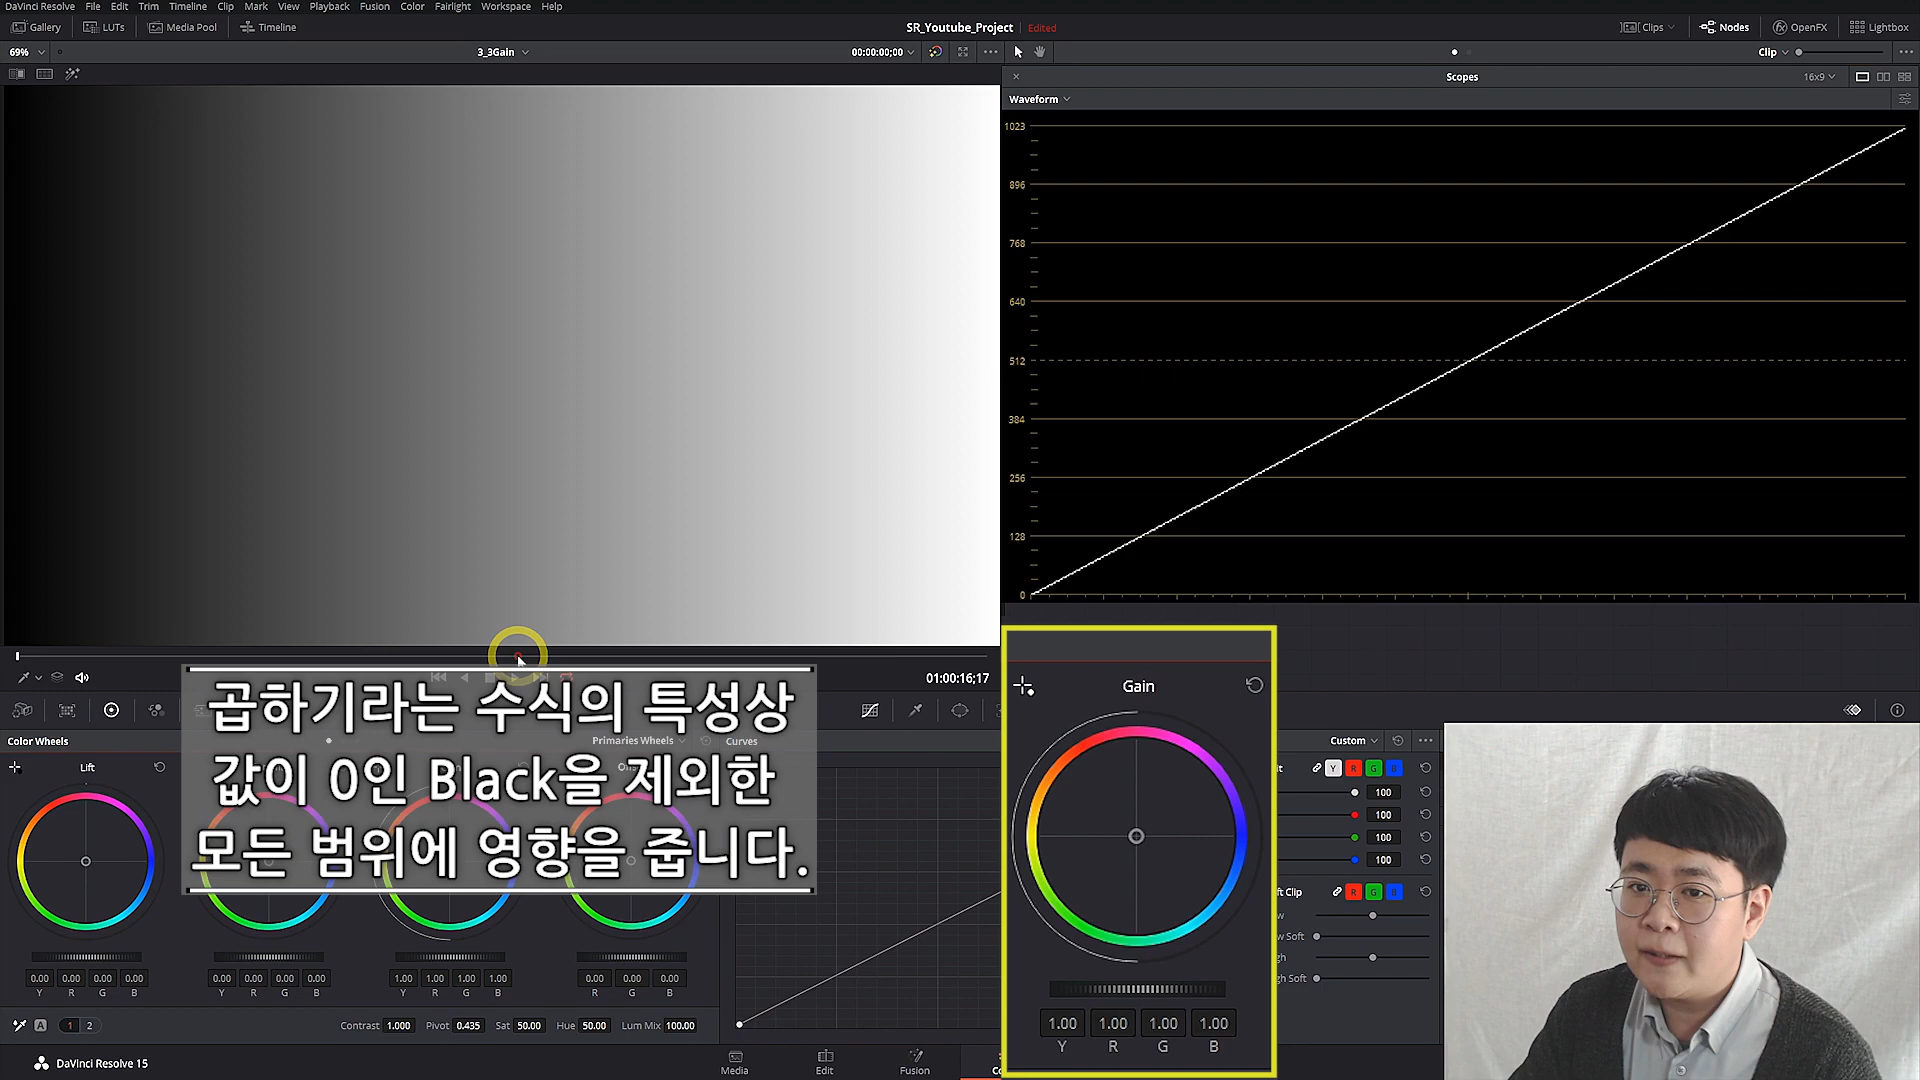 DaVinci Resolve File Edit Trim Timeline Clip Mark View Playback Fusion Color Fairlight Workspace Help
Gallery LUTs Media Pool Timeline
SR_Youtube_Project Edited
Clips Nodes OpenFX Lightbox
69% 3_3Gain 00:00:00;00
Clip
Scopes 16x9
Waveform
1023
896
768
640
512
384
256
128
0
01:00:16;17
곱하기라는 수식의 특성상
값이 0인 Black을 제외한
모든 범위에 영향을 줍니다.
Color Wheels
Primaries Wheels
Curves
Lift
0.00 0.00 0.00 0.00
Y R G B
0.00 0.00 0.00 0.00
Y R G B
1.00 1.00 1.00 1.00
Y R G B
0.00 0.00 0.00
R G B
A 1 2 Contrast 1.000 Pivot 0.435 Sat 50.00 Hue 50.00 Lum Mix 100.00
Gain
1.00 1.00 1.00 1.00
Y R G B
Custom
Y R G B
100
100
100
100
Clip R G B
Soft
Soft
DaVinci Resolve 15
Media Edit Fusion